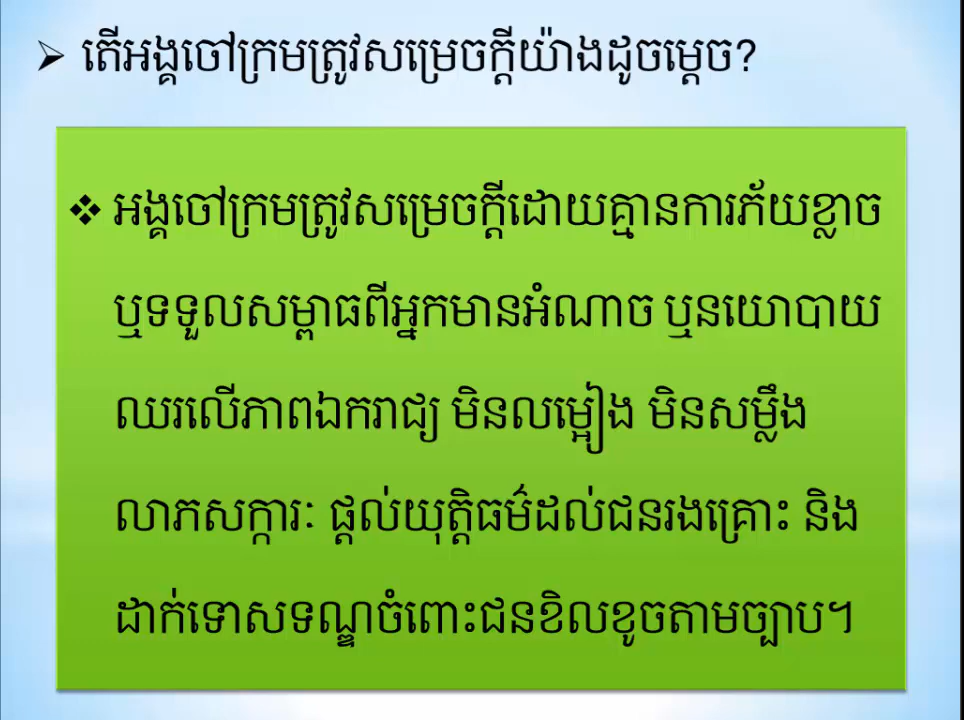 ➢ តើអង្គចៅក្រមត្រូវសម្រេចក្តីយ៉ាងដូចម្តេច?
❖ អង្គចៅក្រមត្រូវសម្រេចក្តីដោយគ្មានការភ័យខ្លាច
ឬទទួលសម្ពាធពីអ្នកមានអំណាច ឬនយោបាយ
ឈរលើភាពឯករាជ្យ មិនលម្អៀង មិនសម្លឹង
លាភសក្ការៈ ផ្តល់យុត្តិធម៌ដល់ជនរងគ្រោះ និង
ដាក់ទោសទណ្ឌចំពោះជនខិលខូចតាមច្បាប។